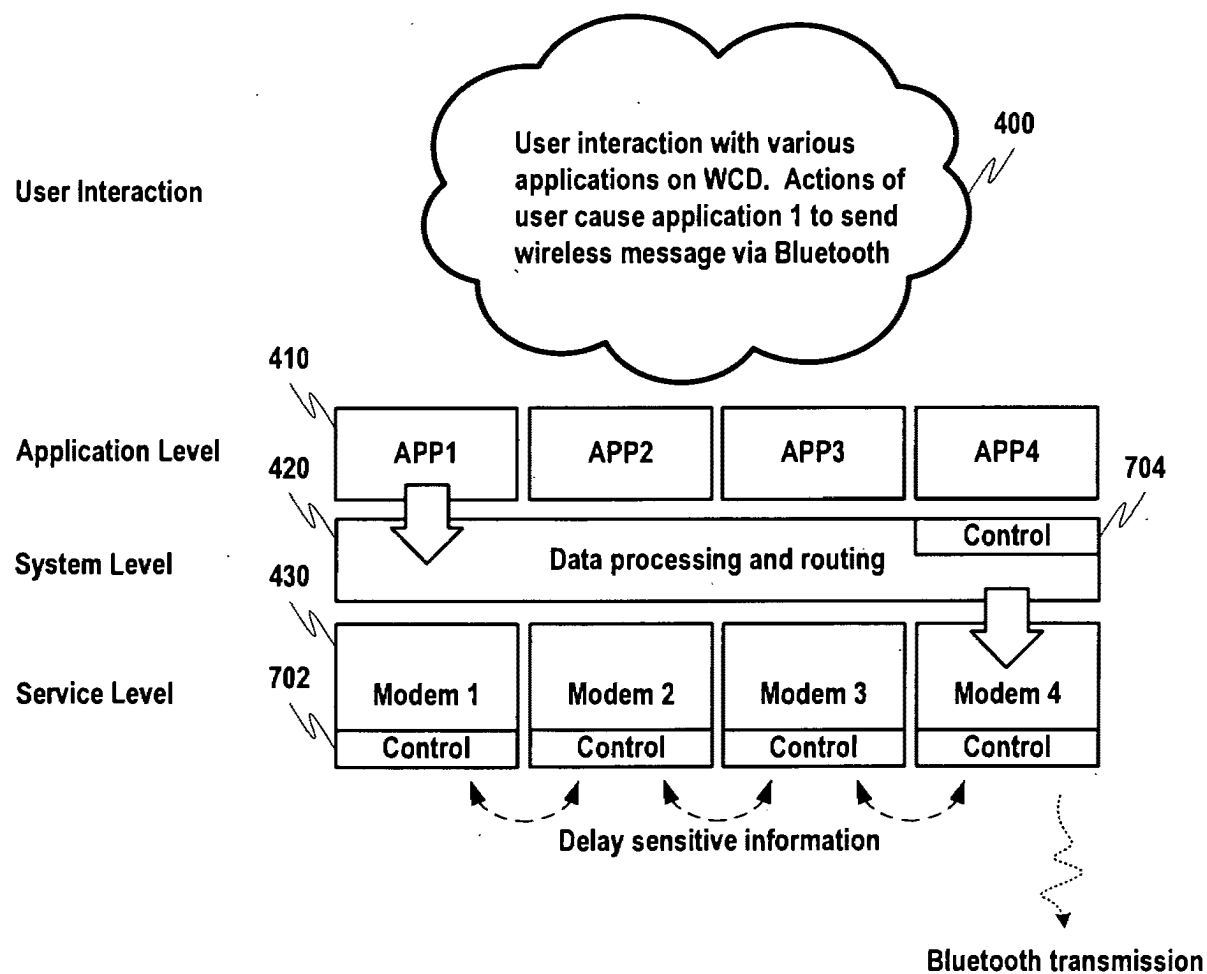 User interaction with various
applications on WCD. Actions of
user cause application 1 to send
wireless message via Bluetooth
400
User Interaction
410
Application Level
APP1
APP2
APP3
APP4
420
704
Control
System Level
Data processing and routing
430
Service Level
702
Modem 1
Modem 2
Modem 3
Modem 4
Control
Control
Control
Control
Delay sensitive information
Bluetooth transmission